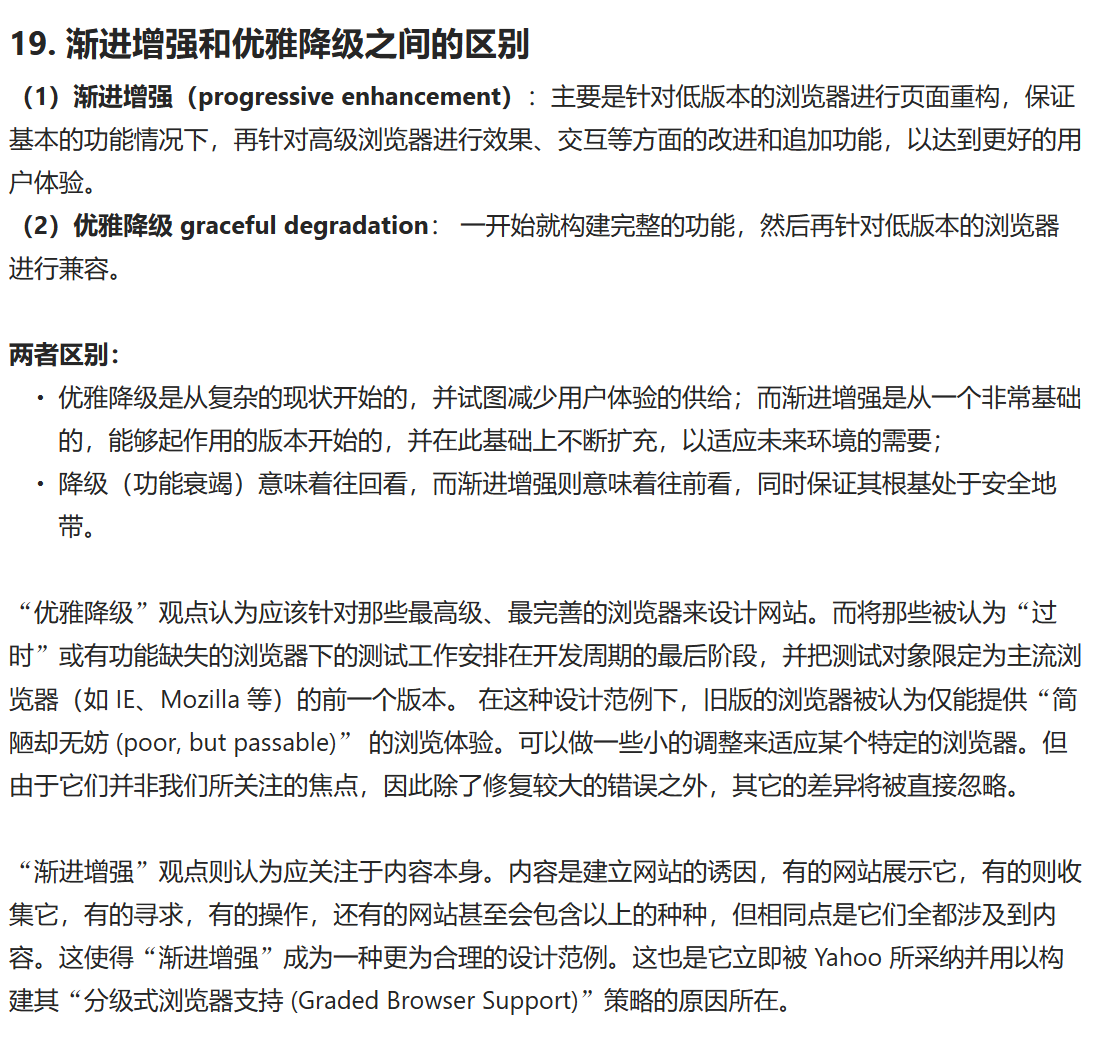 19. 渐进增强和优雅降级之间的区别
（1）渐进增强（progressive enhancement）：主要是针对低版本的浏览器进行页面重构，保证
基本的功能情况下，再针对高级浏览器进行效果、交互等方面的改进和追加功能，以达到更好的用
户体验。
（2）优雅降级 graceful degradation： 一开始就构建完整的功能，然后再针对低版本的浏览器
进行兼容。
两者区别：
• 优雅降级是从复杂的现状开始的，并试图减少用户体验的供给；而渐进增强是从一个非常基础
的，能够起作用的版本开始的，并在此基础上不断扩充，以适应未来环境的需要；
• 降级（功能衰竭）意味着往回看，而渐进增强则意味着往前看，同时保证其根基处于安全地
带。
“优雅降级”观点认为应该针对那些最高级、最完善的浏览器来设计网站。而将那些被认为“过
时”或有功能缺失的浏览器下的测试工作安排在开发周期的最后阶段，并把测试对象限定为主流浏
览器（如 IE、Mozilla 等）的前一个版本。 在这种设计范例下，旧版的浏览器被认为仅能提供“简
陋却无妨 (poor, but passable)” 的浏览体验。可以做一些小的调整来适应某个特定的浏览器。但
由于它们并非我们所关注的焦点，因此除了修复较大的错误之外，其它的差异将被直接忽略。
“渐进增强”观点则认为应关注于内容本身。内容是建立网站的诱因，有的网站展示它，有的则收
集它，有的寻求，有的操作，还有的网站甚至会包含以上的种种，但相同点是它们全都涉及到内
容。这使得“渐进增强”成为一种更为合理的设计范例。这也是它立即被 Yahoo 所采纳并用以构
建其“分级式浏览器支持 (Graded Browser Support)”策略的原因所在。